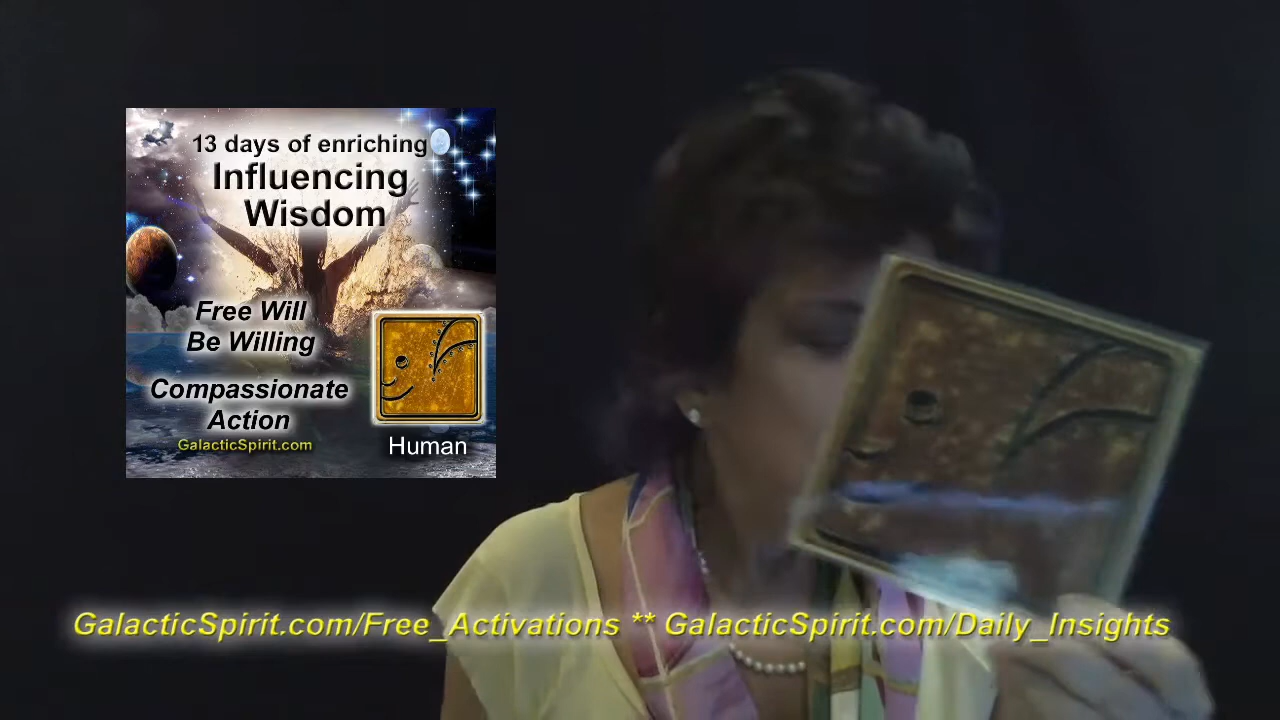 13 days of enriching
Influencing
Wisdom
Free Will
Be Willing
Compassionate
Action
GalacticSpirit.com
Human
GalacticSpirit.com/Free_Activations ** GalacticSpirit.com/Daily_Insights